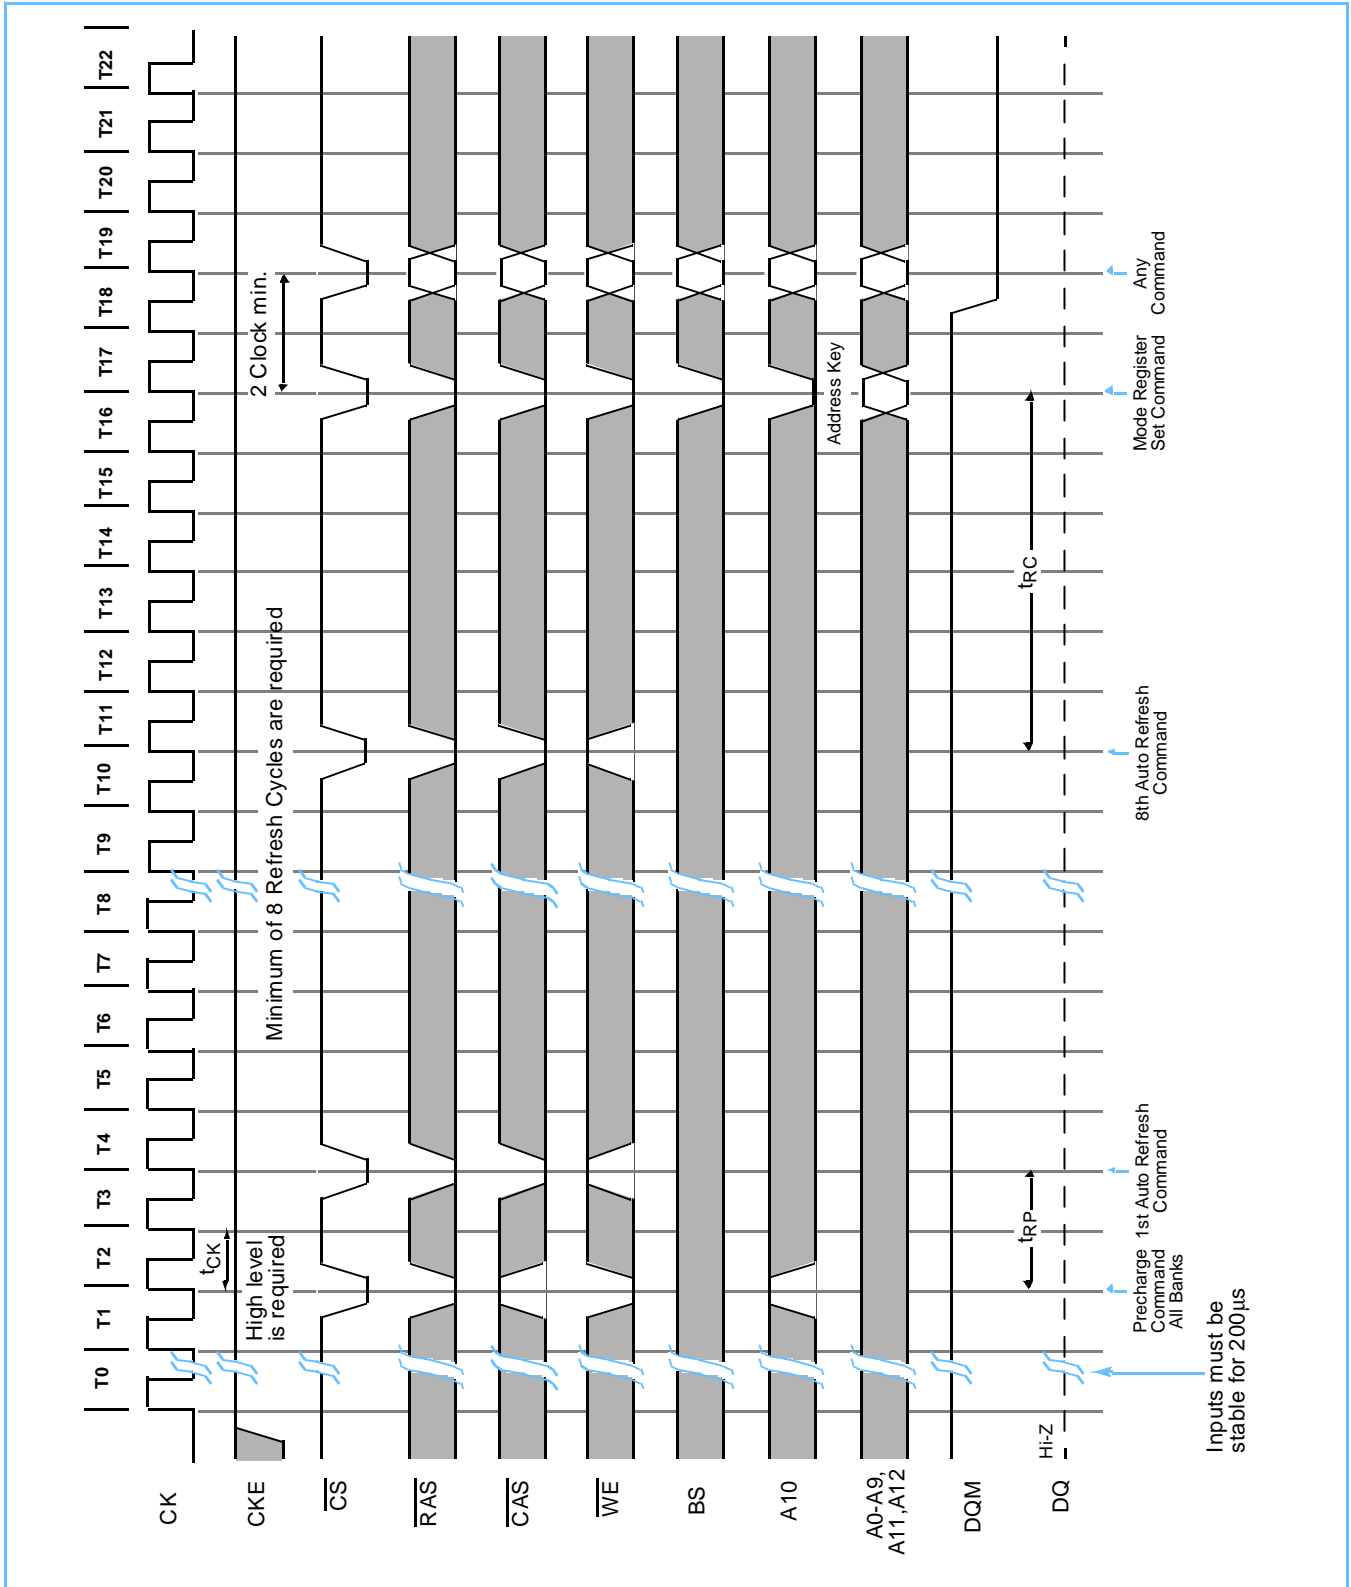 T0 T1 T2 T3 T4 T5 T6 T7 T8 T9 T10 T11 T12 T13 T14 T15 T16 T17 T18 T19 T20 T21 T22
CK
tCK
CKE
High level
is required
Minimum of 8 Refresh Cycles are required
2 Clock min.
CS
RAS
CAS
WE
BS
A10
Address Key
A0-A9,
A11,A12
DQM
Hi-Z
DQ
tRP
tRC
Precharge
Command
All Banks
1st Auto Refresh
Command
8th Auto Refresh
Command
Mode Register
Set Command
Any
Command
Inputs must be
stable for 200µs